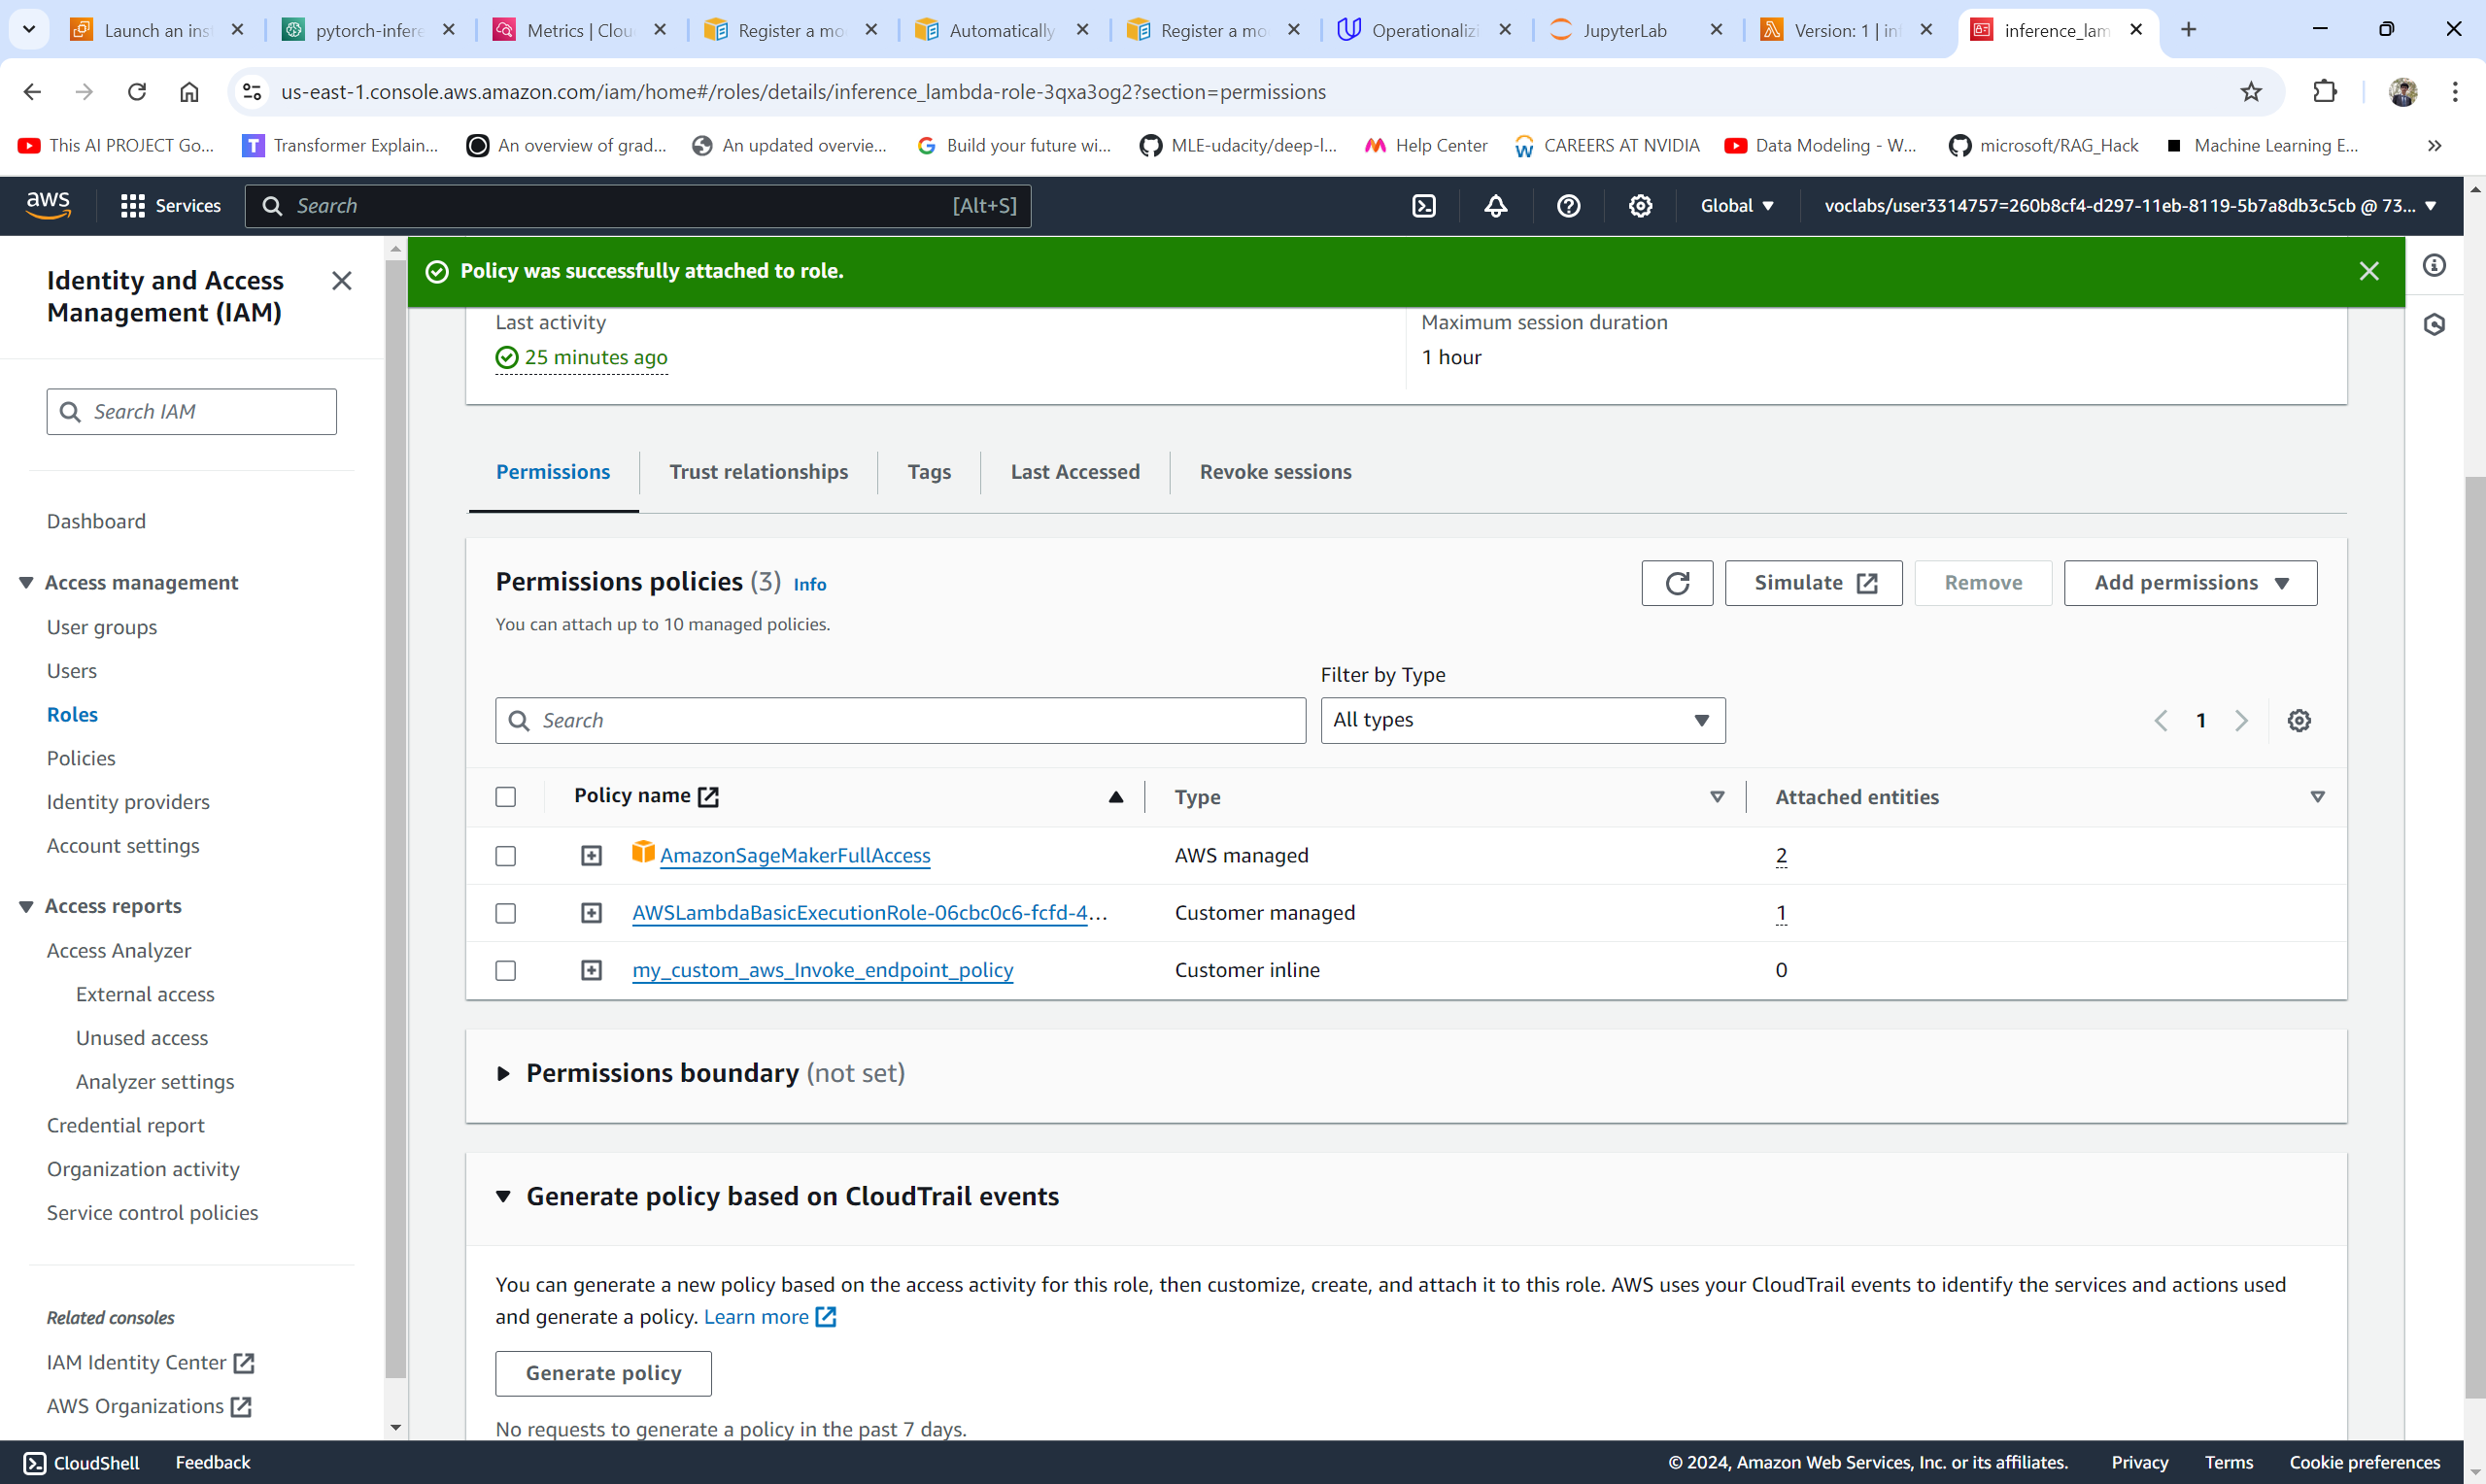 Launch an inst
pytorch-infere
Metrics | Clou
Register a mo
Automatically
Register a mo
Operationalizi
JupyterLab
Version: 1 | inf
inference_lam
us-east-1.console.aws.amazon.com/iam/home#/roles/details/inference_lambda-role-3qxa3og2?section=permissions
This AI PROJECT Go...
Transformer Explain...
An overview of grad...
An updated overvie...
Build your future wi...
MLE-udacity/deep-l...
Help Center
CAREERS AT NVIDIA
Data Modeling - W...
microsoft/RAG_Hack
Machine Learning E...
aws
Services
Search
[Alt+S]
Global
voclabs/user3314757=260b8cf4-d297-11eb-8119-5b7a8db3c5cb @ 73...
Identity and Access
Management (IAM)
Search IAM
Dashboard
Access management
User groups
Users
Roles
Policies
Identity providers
Account settings
Access reports
Access Analyzer
External access
Unused access
Analyzer settings
Credential report
Organization activity
Service control policies
Related consoles
IAM Identity Center
AWS Organizations
Policy was successfully attached to role.
Last activity
25 minutes ago
Maximum session duration
1 hour
Permissions
Trust relationships
Tags
Last Accessed
Revoke sessions
Permissions policies (3) Info
You can attach up to 10 managed policies.
Simulate
Remove
Add permissions
Filter by Type
Search
All types
1
Policy name
Type
Attached entities
AmazonSageMakerFullAccess
AWS managed
2
AWSLambdaBasicExecutionRole-06cbc0c6-fcfd-4...
Customer managed
1
my_custom_aws_Invoke_endpoint_policy
Customer inline
0
Permissions boundary (not set)
Generate policy based on CloudTrail events
You can generate a new policy based on the access activity for this role, then customize, create, and attach it to this role. AWS uses your CloudTrail events to identify the services and actions used
and generate a policy. Learn more
Generate policy
No requests to generate a policy in the past 7 days.
CloudShell
Feedback
© 2024, Amazon Web Services, Inc. or its affiliates.
Privacy
Terms
Cookie preferences